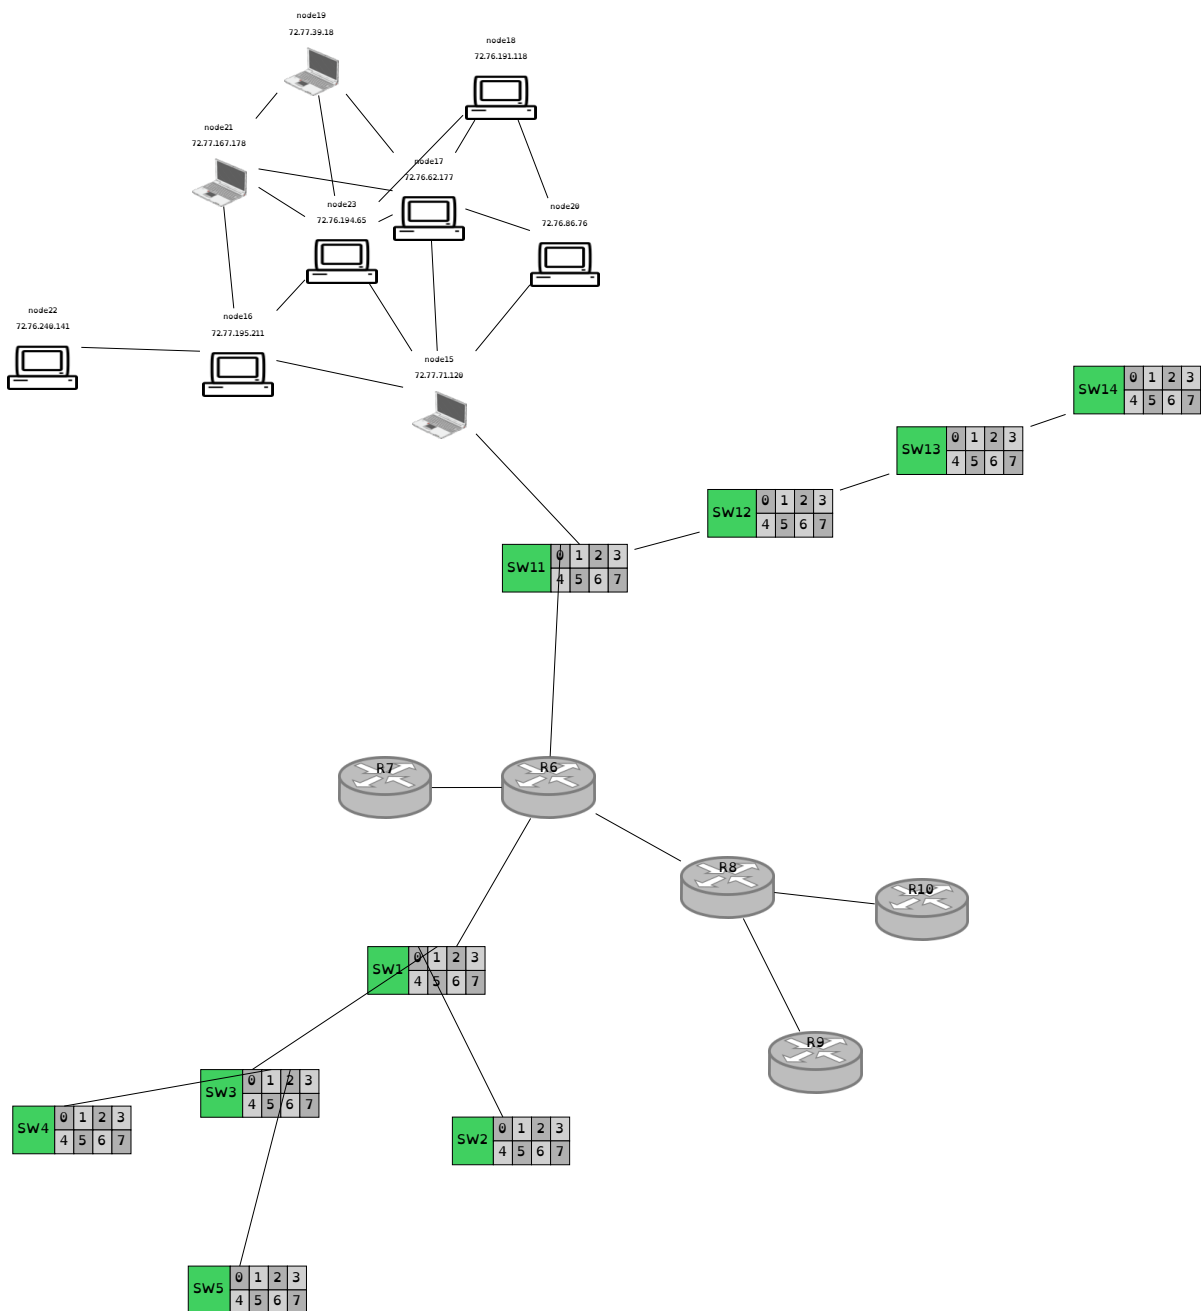 node19
72.77.39.18
node18
72.76.191.118
node21
72.77.167.178
node17
72.76.62.177
node23
72.76.194.65
node20
72.76.86.76
node22
72.76.240.141
node16
72.77.195.211
node15
72.77.71.120
SW14 0 1 2 3
4 5 6 7
SW13 0 1 2 3
4 5 6 7
SW12 0 1 2 3
4 5 6 7
SW11 0 1 2 3
4 5 6 7
R7
R6
R8
R10
SW1 0 1 2 3
4 5 6 7
R9
SW3 0 1 2 3
4 5 6 7
SW4 0 1 2 3
4 5 6 7
SW2 0 1 2 3
4 5 6 7
SW5 0 1 2 3
4 5 6 7